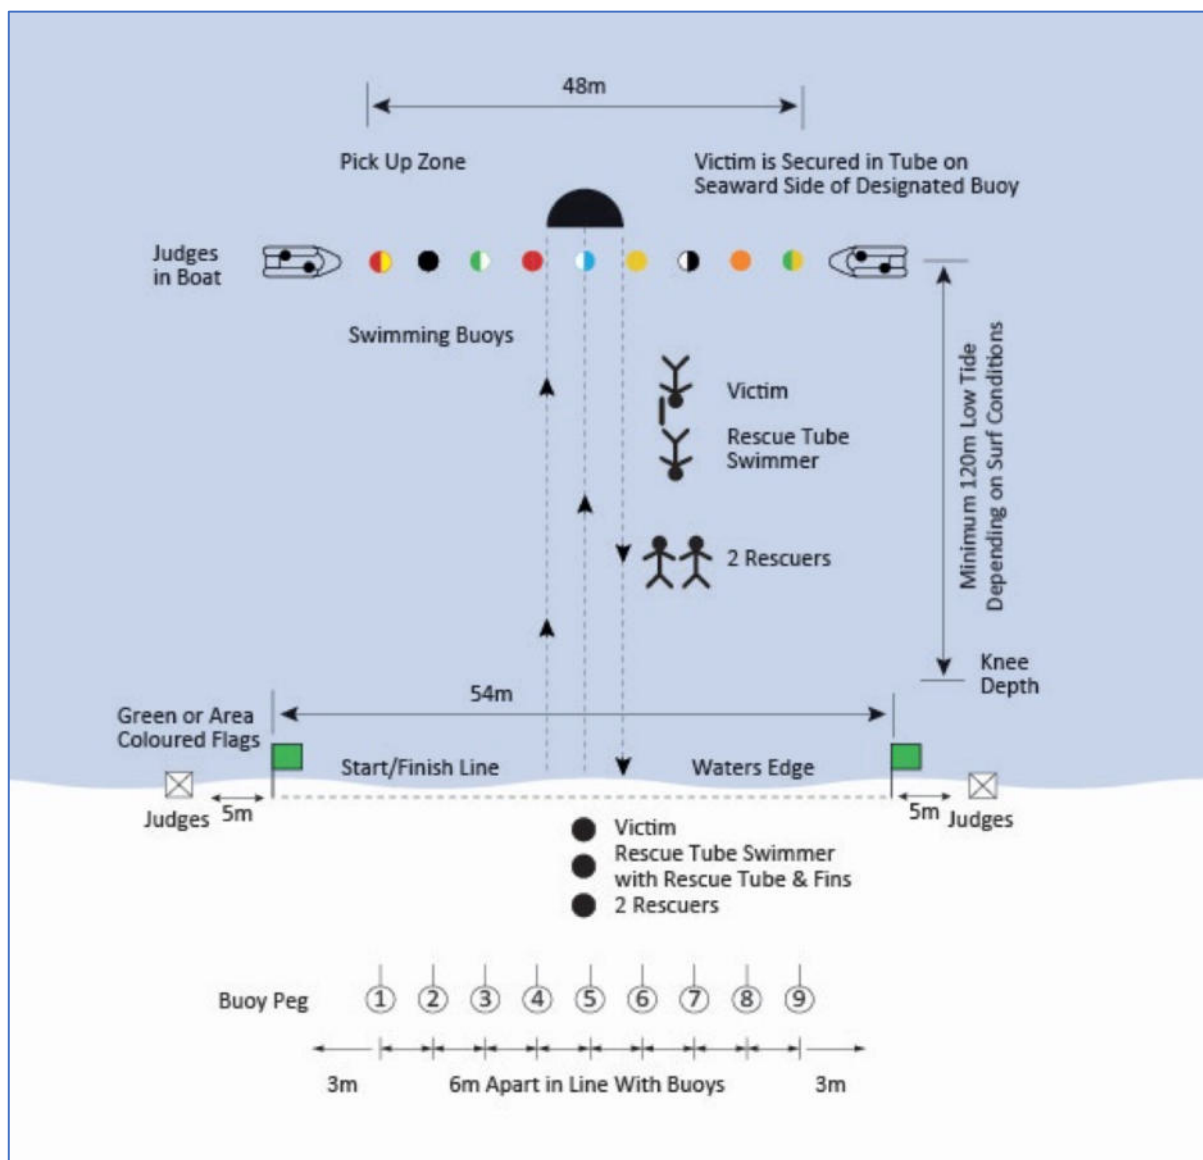 48m
Pick Up Zone
Victim is Secured in Tube on
Seaward Side of Designated Buoy
Judges
in Boat
Swimming Buoys
Victim
Rescue Tube
Swimmer
2 Rescuers
Minimum 120m Low Tide
Depending on Surf Conditions
Knee
Depth
54m
Green or Area
Coloured Flags
Start/Finish Line
Waters Edge
Judges
5m
5m
Judges
Victim
Rescue Tube Swimmer
with Rescue Tube & Fins
2 Rescuers
Buoy Peg
1 2 3 4 5 6 7 8 9
3m
6m Apart in Line With Buoys
3m